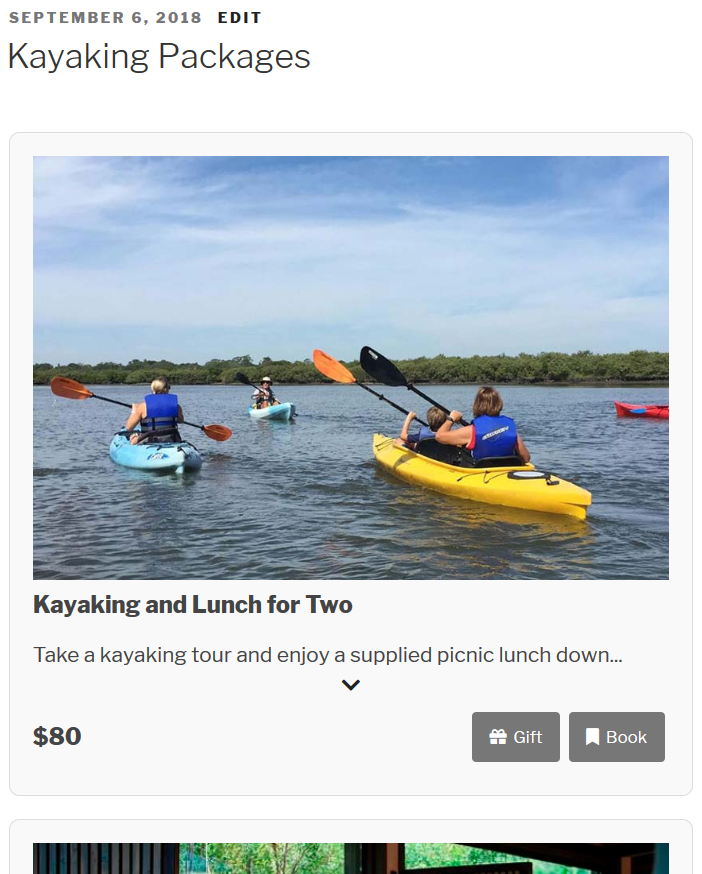 SEPTEMBER 6, 2018 EDIT
Kayaking Packages
Kayaking and Lunch for Two
Take a kayaking tour and enjoy a supplied picnic lunch down...
$80
Gift
Book